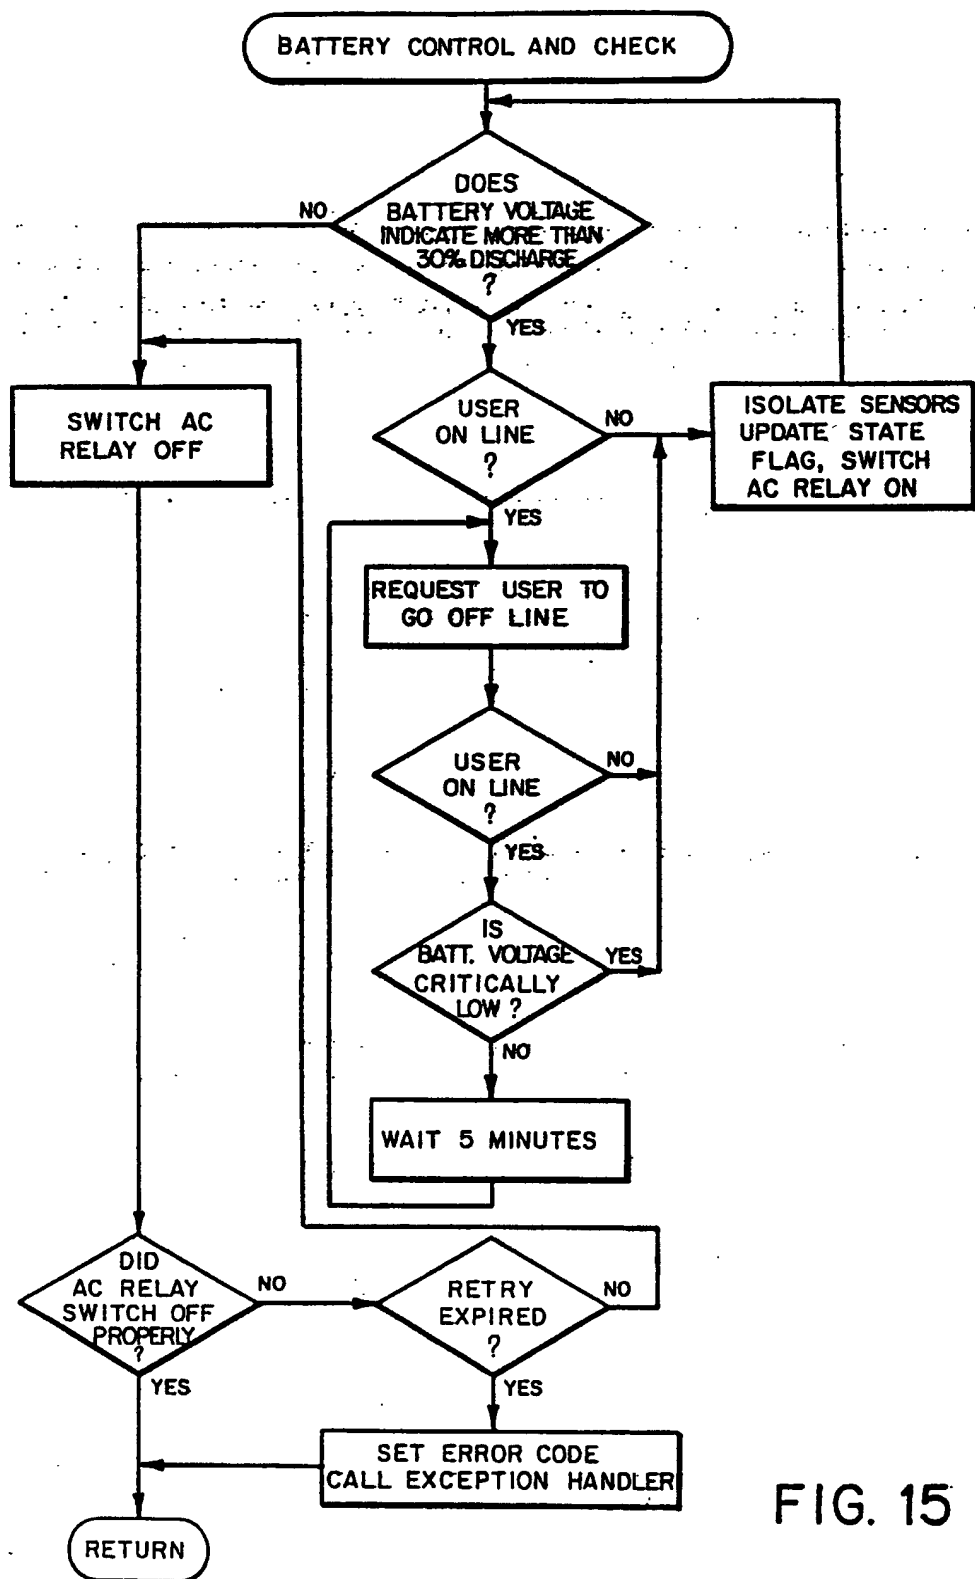 BATTERY CONTROL AND CHECK
DOES
BATTERY VOLTAGE
INDICATE MORE THAN
30% DISCHARGE
?
NO
YES
SWITCH AC
RELAY OFF
USER
ON LINE
?
NO
YES
ISOLATE SENSORS
UPDATE STATE
FLAG, SWITCH
AC RELAY ON
REQUEST USER TO
GO OFF LINE
USER
ON LINE
?
NO
YES
IS
BATT. VOLTAGE
CRITICALLY
LOW ?
YES
NO
WAIT 5 MINUTES
DID
AC RELAY
SWITCH OFF
PROPERLY
?
NO
YES
RETRY
EXPIRED
?
NO
YES
SET ERROR CODE
CALL EXCEPTION HANDLER
RETURN
FIG. 15